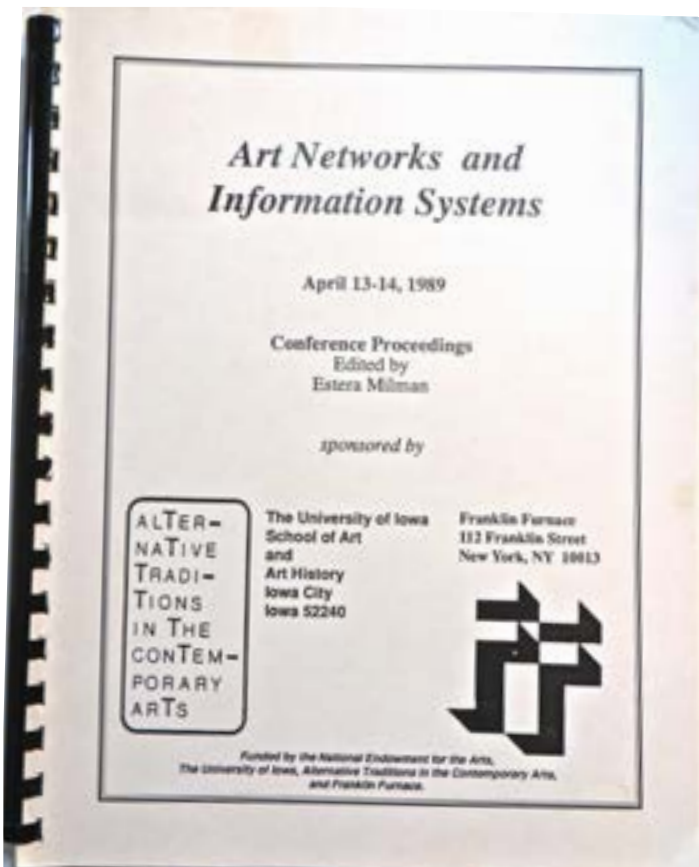 Art Networks and
Information Systems
April 13-14, 1989
Conference Proceedings
Edited by
Estera Milman
sponsored by
ALTER-
NATIVE
TRADI-
TIONS
IN THE
CONTEM-
PORARY
ARTS
The University of Iowa
School of Art
and
Art History
Iowa City
Iowa 52240
Franklin Furnace
112 Franklin Street
New York, NY 10013
Funded by the National Endowment for the Arts,
The University of Iowa, Alternative Traditions in the Contemporary Arts,
and Franklin Furnace.